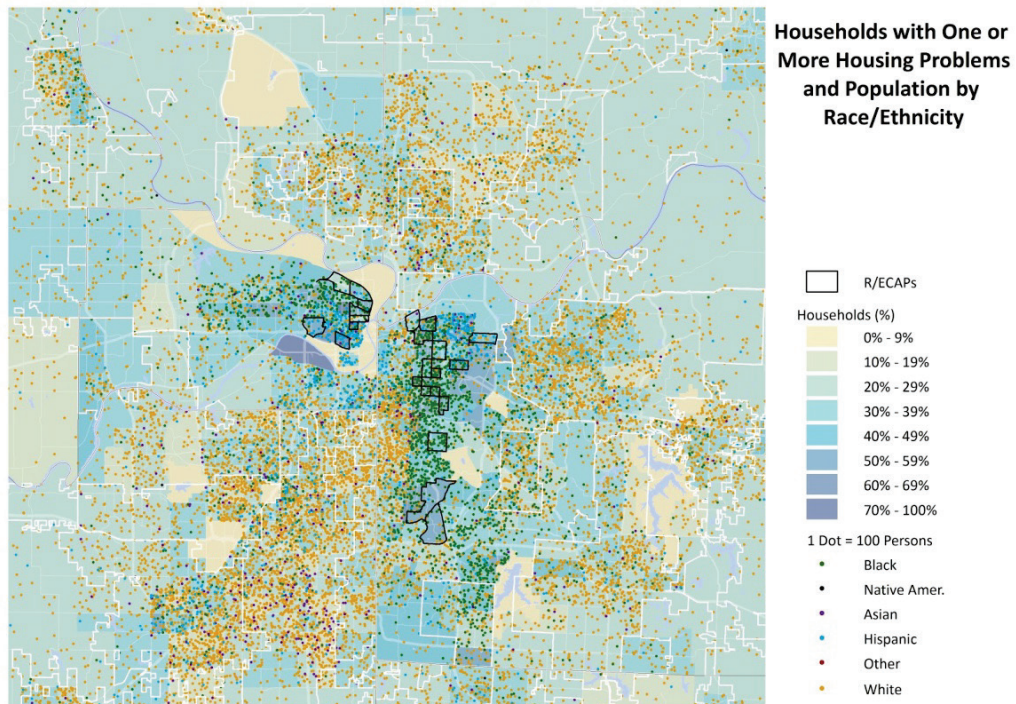 Households with One or
More Housing Problems
and Population by
Race/Ethnicity
R/ECAPs
Households (%)
0% - 9%
10% - 19%
20% - 29%
30% - 39%
40% - 49%
50% - 59%
60% - 69%
70% - 100%
1 Dot = 100 Persons
Black
Native Amer.
Asian
Hispanic
Other
White